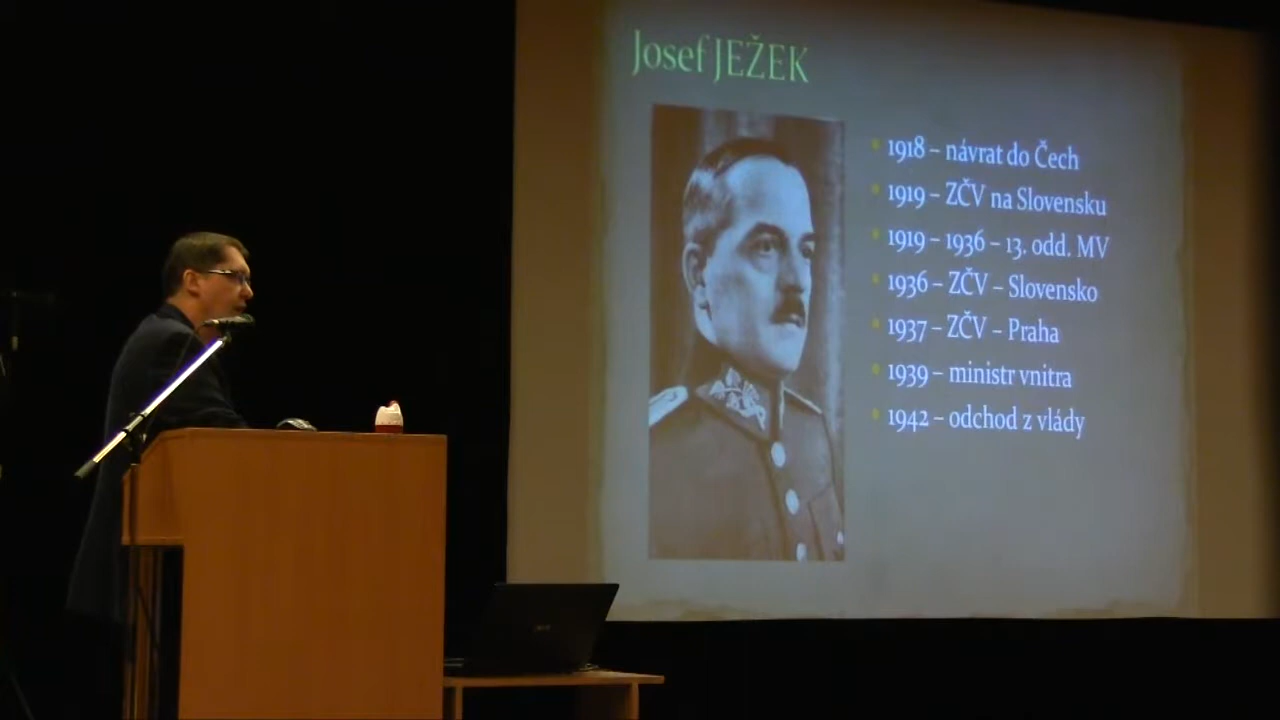 Josef JEŽEK
1918 – návrat do Čech
1919 – ZČV na Slovensku
1919 – 1936 – 13. odd. MV
1936 – ZČV – Slovensko
1937 – ZČV – Praha
1939 – ministr vnitra
1942 – odchod z vlády